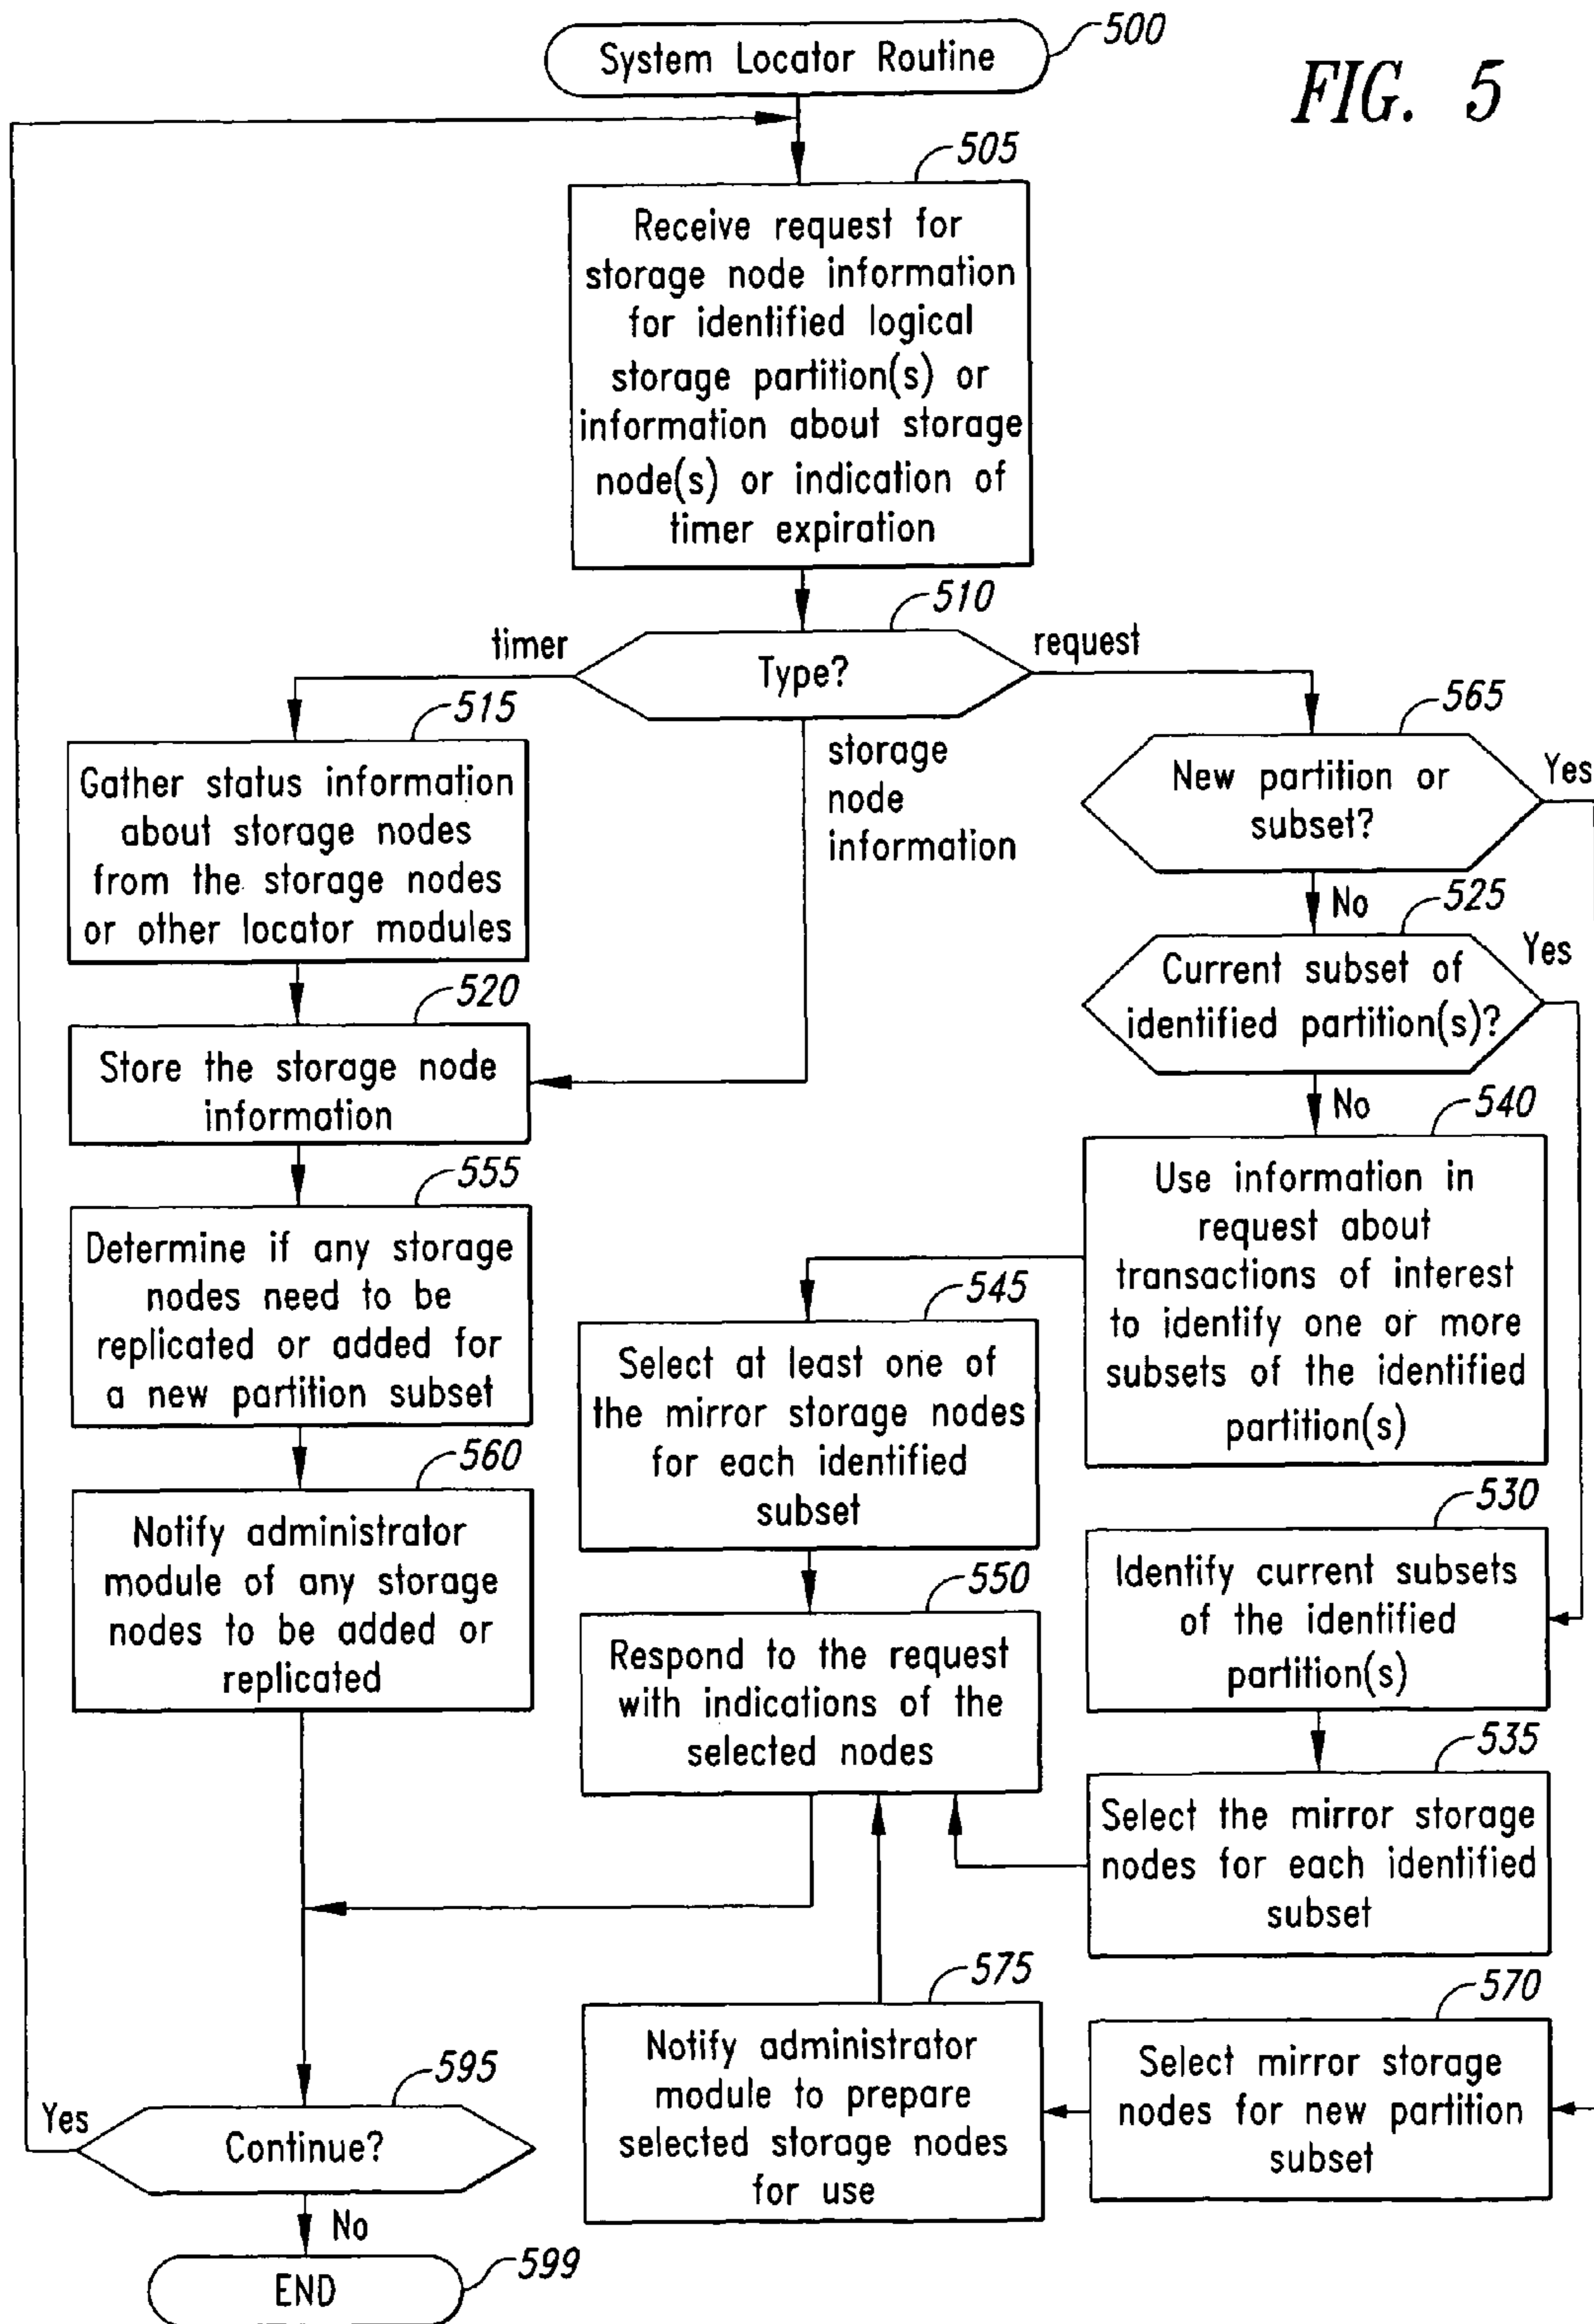 System Locator Routine
500
FIG. 5
505
Receive request for
storage node information
for identified logical
storage partition(s) or
information about storage
node(s) or indication of
timer expiration
510
timer
Type?
request
515
Gather status information
about storage nodes
from the storage nodes
or other locator modules
storage
node
information
565
New partition or
subset?
Yes
No
525
Current subset of
identified partition(s)?
Yes
520
Store the storage node
information
No
540
Use information in
request about
transactions of interest
to identify one or more
subsets of the identified
partition(s)
555
Determine if any storage
nodes need to be
replicated or added for
a new partition subset
545
Select at least one of
the mirror storage nodes
for each identified
subset
560
Notify administrator
module of any storage
nodes to be added or
replicated
530
Identify current subsets
of the identified
partition(s)
550
Respond to the request
with indications of the
selected nodes
535
Select the mirror storage
nodes for each identified
subset
575
Notify administrator
module to prepare
selected storage nodes
for use
570
Select mirror storage
nodes for new partition
subset
595
Yes
Continue?
No
END
599